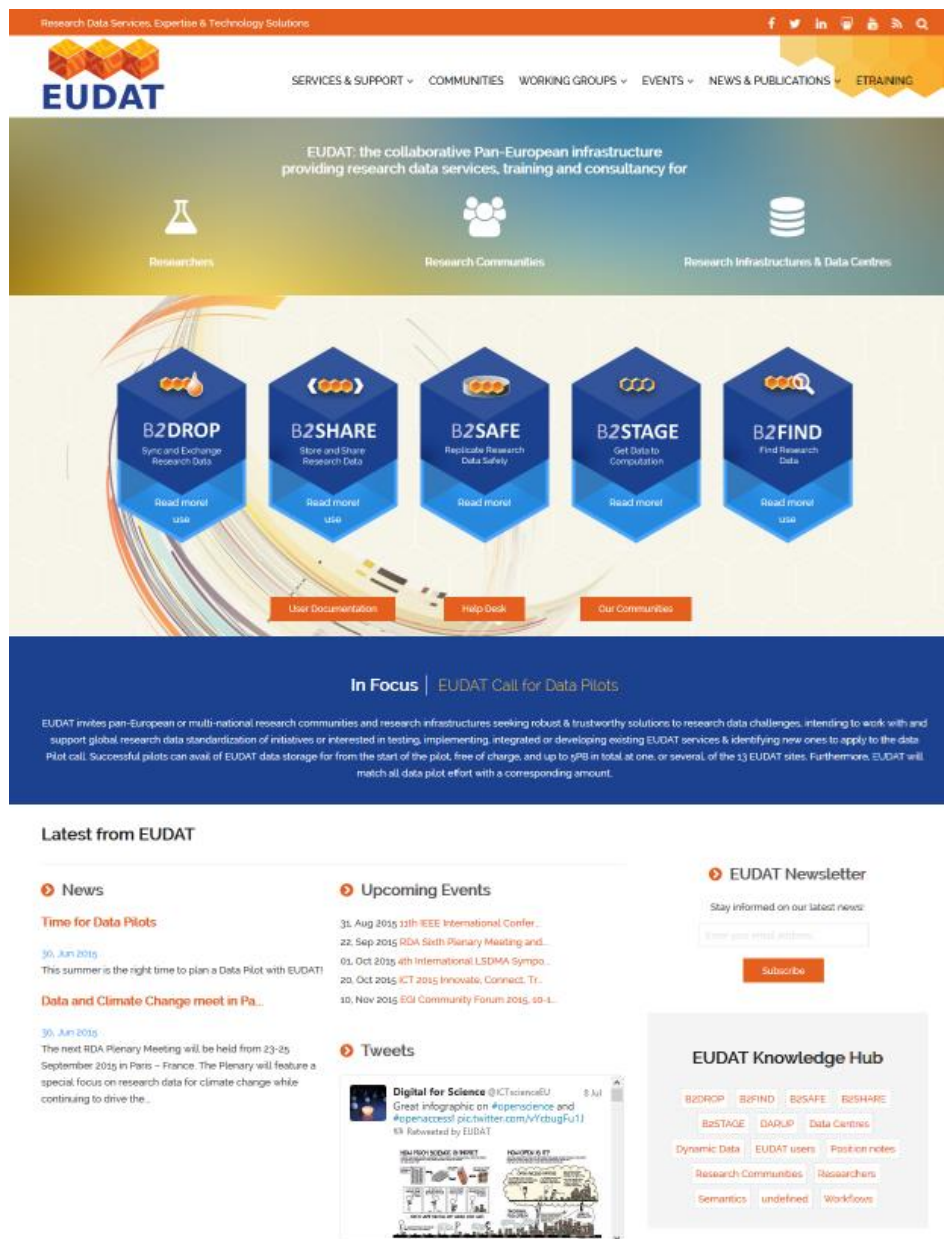 Research Data Services, Expertise & Technology Solutions
EUDAT
SERVICES & SUPPORT COMMUNITIES WORKING GROUPS EVENTS NEWS & PUBLICATIONS ETRAINING
EUDAT: the collaborative Pan-European infrastructure
providing research data services, training and consultancy for
Researchers
Research Communities
Research Infrastructures & Data Centres
B2DROP
Sync and Exchange
Research Data
Read more!
use
B2SHARE
Store and Share
Research Data
Read more!
use
B2SAFE
Replicate Research
Data Safely
Read more!
B2STAGE
Get Data to
Computation
Read more!
B2FIND
Find Research
Data
Read more!
use
User Documentation
Help Desk
Our Communities
In Focus | EUDAT Call for Data Pilots
EUDAT invites pan-European or multi-national research communities and research infrastructures seeking robust & trustworthy solutions to research data challenges, intending to work with and
support global research data standardization of initiatives or interested in testing, implementing, integrated or developing existing EUDAT services & identifying new ones to apply to the data
Pilot call. Successful pilots can avail of EUDAT data storage for from the start of the pilot, free of charge, and up to 5PB in total at one, or several, of the 13 EUDAT sites. Furthermore, EUDAT will
match all data pilot effort with a corresponding amount.
Latest from EUDAT
News
Time for Data Pilots
30, Jun 2015
This summer is the right time to plan a Data Pilot with EUDAT!
Data and Climate Change meet in Pa...
30, Jun 2015
The next RDA Plenary Meeting will be held from 23-25
September 2015 in Paris – France. The Plenary will feature a
special focus on research data for climate change while
continuing to drive the...
Upcoming Events
31, Aug 2015 11th IEEE International Confer...
22, Sep 2015 RDA Sixth Plenary Meeting and...
01, Oct 2015 4th International LSDMA Sympo...
20, Oct 2015 ICT 2015 Innovate, Connect, Tr...
10, Nov 2015 EGI Community Forum 2015, 10-1...
Tweets
Digital for Science @ICTscienceEU 8 Jul
Great infographic on #openscience and
#openaccess! pic.twitter.com/vYcbugFu1J
Retweeted by EUDAT
HOW OPEN IS IT?
EUDAT Newsletter
Stay informed on our latest news:
Enter your email address...
Subscribe
EUDAT Knowledge Hub
B2DROP B2FIND B2SAFE B2SHARE
B2STAGE DARUP Data Centres
Dynamic Data EUDAT users Position notes
Research Communities Researchers
Semantics undefined Workflows